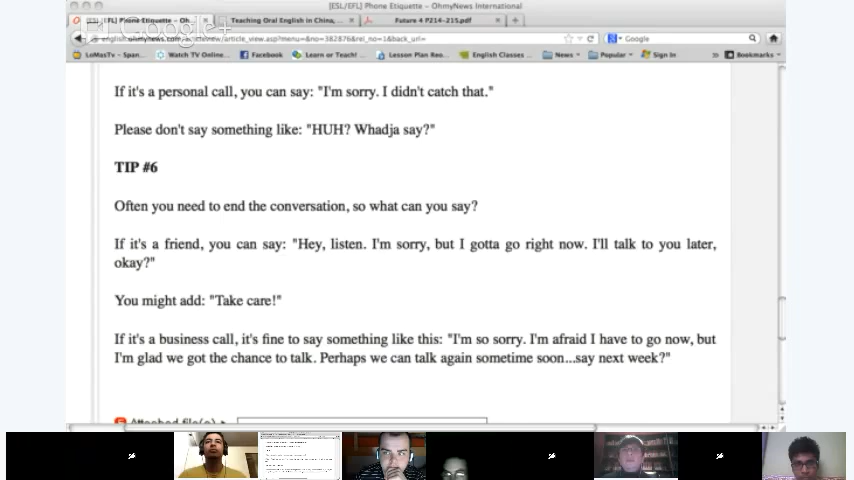 [ESL/EFL] Phone Etiquette – OhmyNews International
[ESL/EFL] Phone Etiquette – Oh...
Teaching Oral English in China, ...
Future 4 P214–215.pdf
Google+
Google
LoMasTv – Span...
Watch TV Online...
Facebook
Learn or Teach! ...
Lesson Plan Reo...
English Classes ...
News
Popular
Sign In
Bookmarks
If it's a personal call, you can say: "I'm sorry. I didn't catch that."
Please don't say something like: "HUH? Whadja say?"
TIP #6
Often you need to end the conversation, so what can you say?
If it's a friend, you can say: "Hey, listen. I'm sorry, but I gotta go right now. I'll talk to you later,
okay?"
You might add: "Take care!"
If it's a business call, it's fine to say something like this: "I'm so sorry. I'm afraid I have to go now, but
I'm glad we got the chance to talk. Perhaps we can talk again sometime soon...say next week?"
Attached file(s)